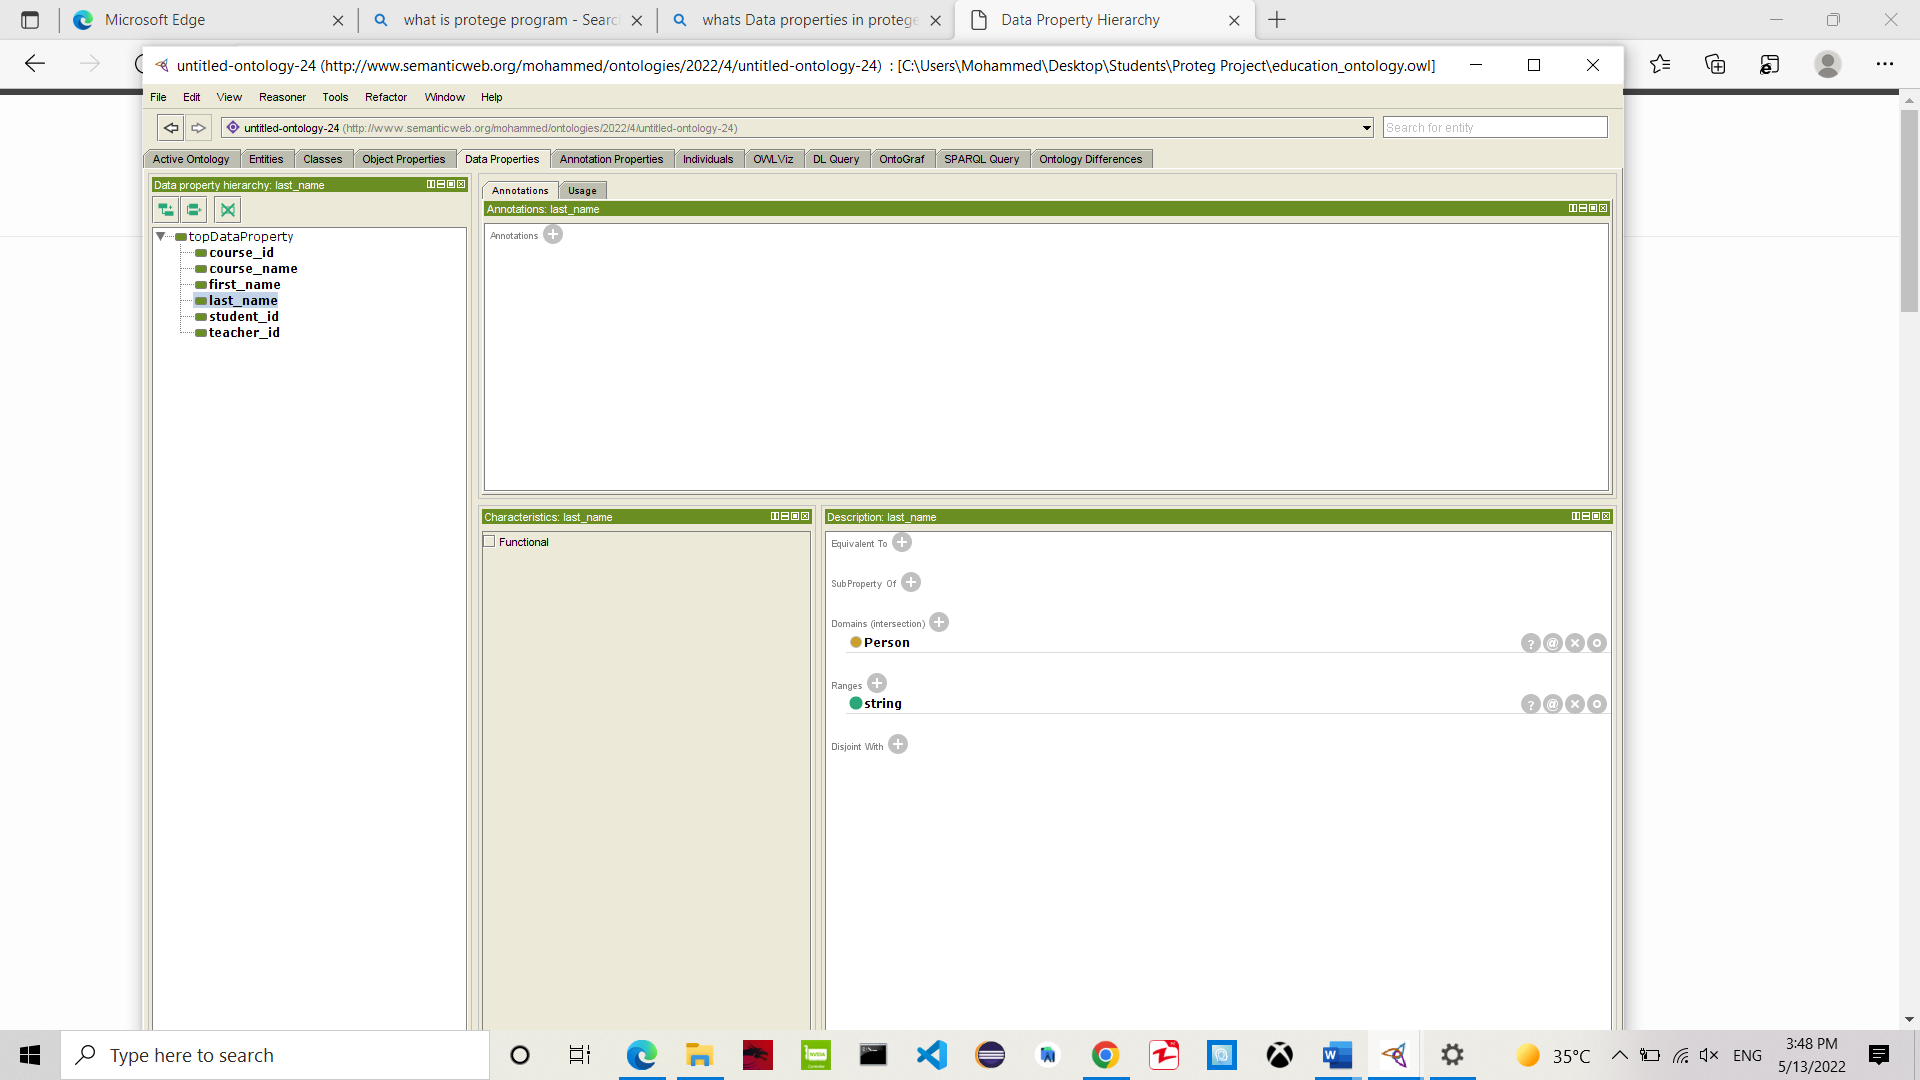 Microsoft Edge
what is protege program - Searc
whats Data properties in protege
Data Property Hierarchy
untitled-ontology-24 (http://www.semanticweb.org/mohammed/ontologies/2022/4/untitled-ontology-24) : [C:\Users\Mohammed\Desktop\Students\Proteg Project\education_ontology.owl]
File Edit View Reasoner Tools Refactor Window Help
untitled-ontology-24 (http://www.semanticweb.org/mohammed/ontologies/2022/4/untitled-ontology-24)
Search for entity
Active Ontology Entities Classes Object Properties Data Properties Annotation Properties Individuals OWLViz DL Query OntoGraf SPARQL Query Ontology Differences
Data property hierarchy: last_name
topDataProperty
course_id
course_name
first_name
last_name
student_id
teacher_id
Annotations Usage
Annotations: last_name
Annotations
Characteristics: last_name
Functional
Description: last_name
Equivalent To
SubProperty Of
Domains (intersection)
Person
Ranges
string
Disjoint With
Type here to search
35°C
ENG
3:48 PM
5/13/2022